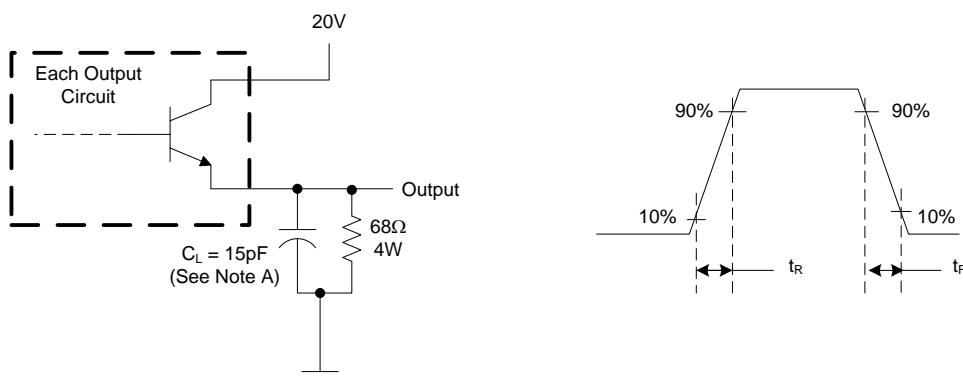 20V
Each Output
Circuit
Output
68Ω
4W
C_L = 15pF
(See Note A)
90%
90%
10%
10%
t_R
t_F